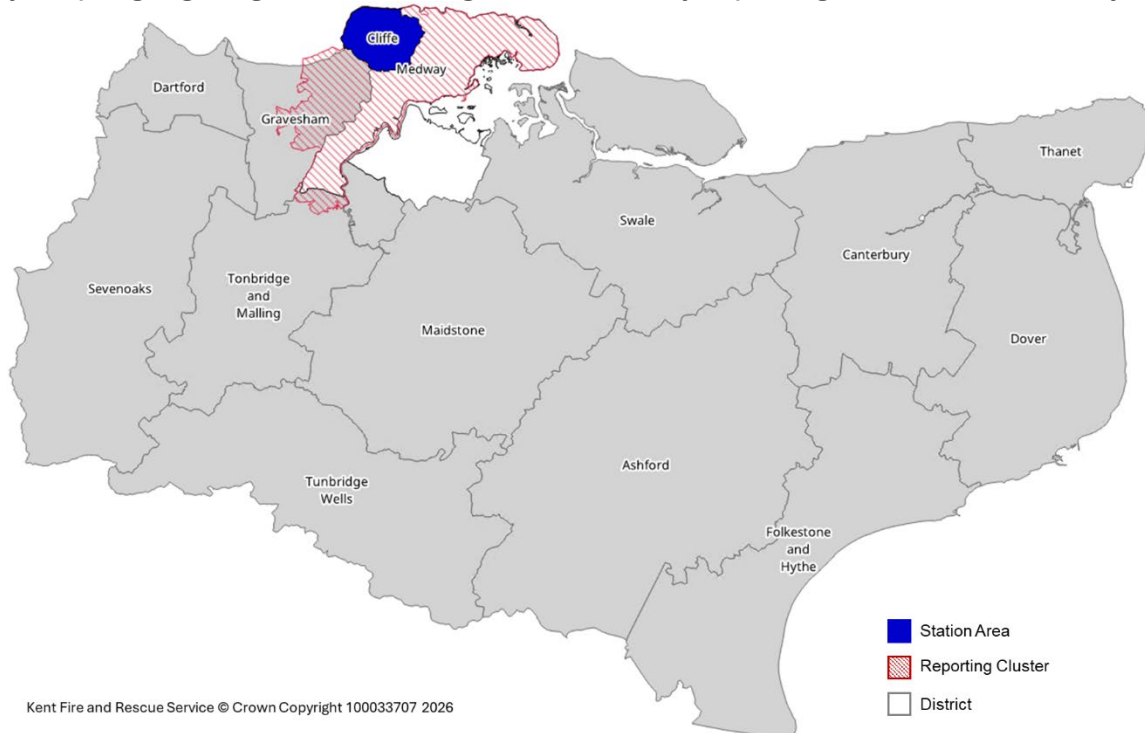 Cliffe
Medway
Dartford
Gravesham
Thanet
Swale
Canterbury
Sevenoaks
Tonbridge
and
Malling
Maidstone
Dover
Ashford
Tunbridge
Wells
Folkestone
and
Hythe
Station Area
Reporting Cluster
District
Kent Fire and Rescue Service © Crown Copyright 100033707 2026